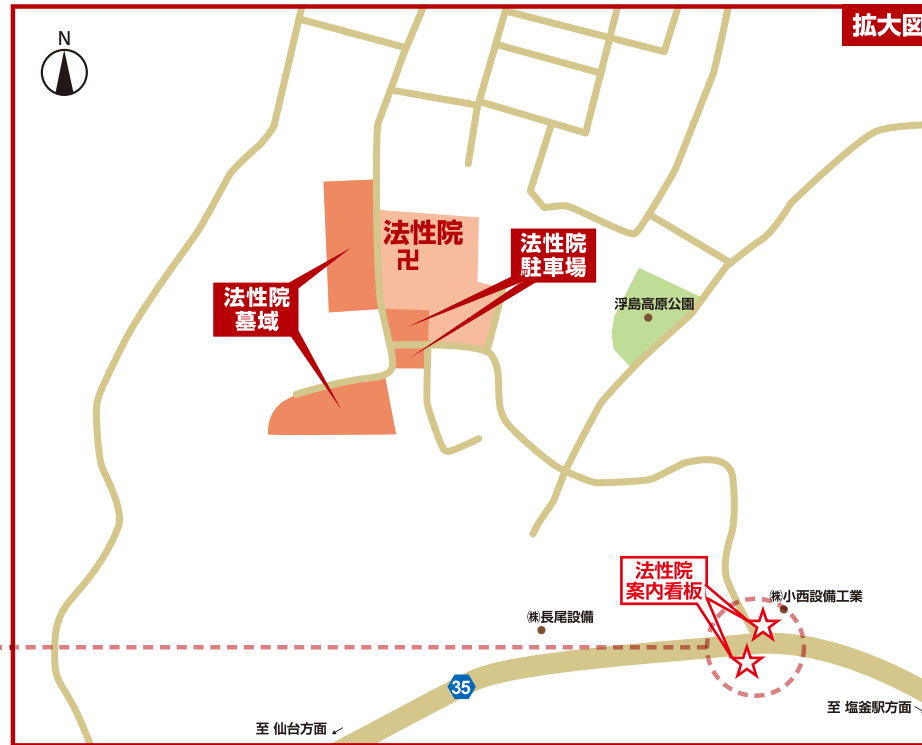 拡大図
N
法性院
卍
法性院
駐車場
法性院
墓域
浮島高原公園
法性院
案内看板
㈱小西設備工業
㈱長尾設備
35
至 塩釜駅方面
至 仙台方面